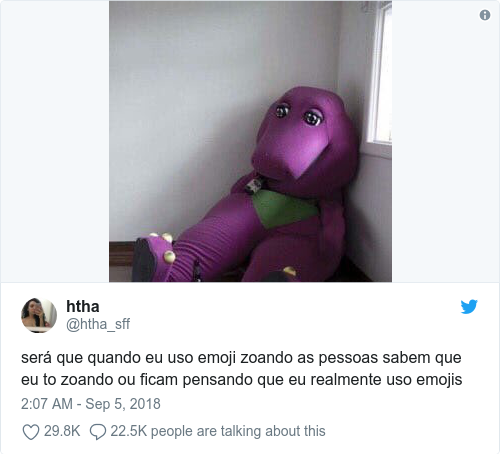 htha
@htha_sff
será que quando eu uso emoji zoando as pessoas sabem que
eu to zoando ou ficam pensando que eu realmente uso emojis
2:07 AM - Sep 5, 2018
29.8K 22.5K people are talking about this